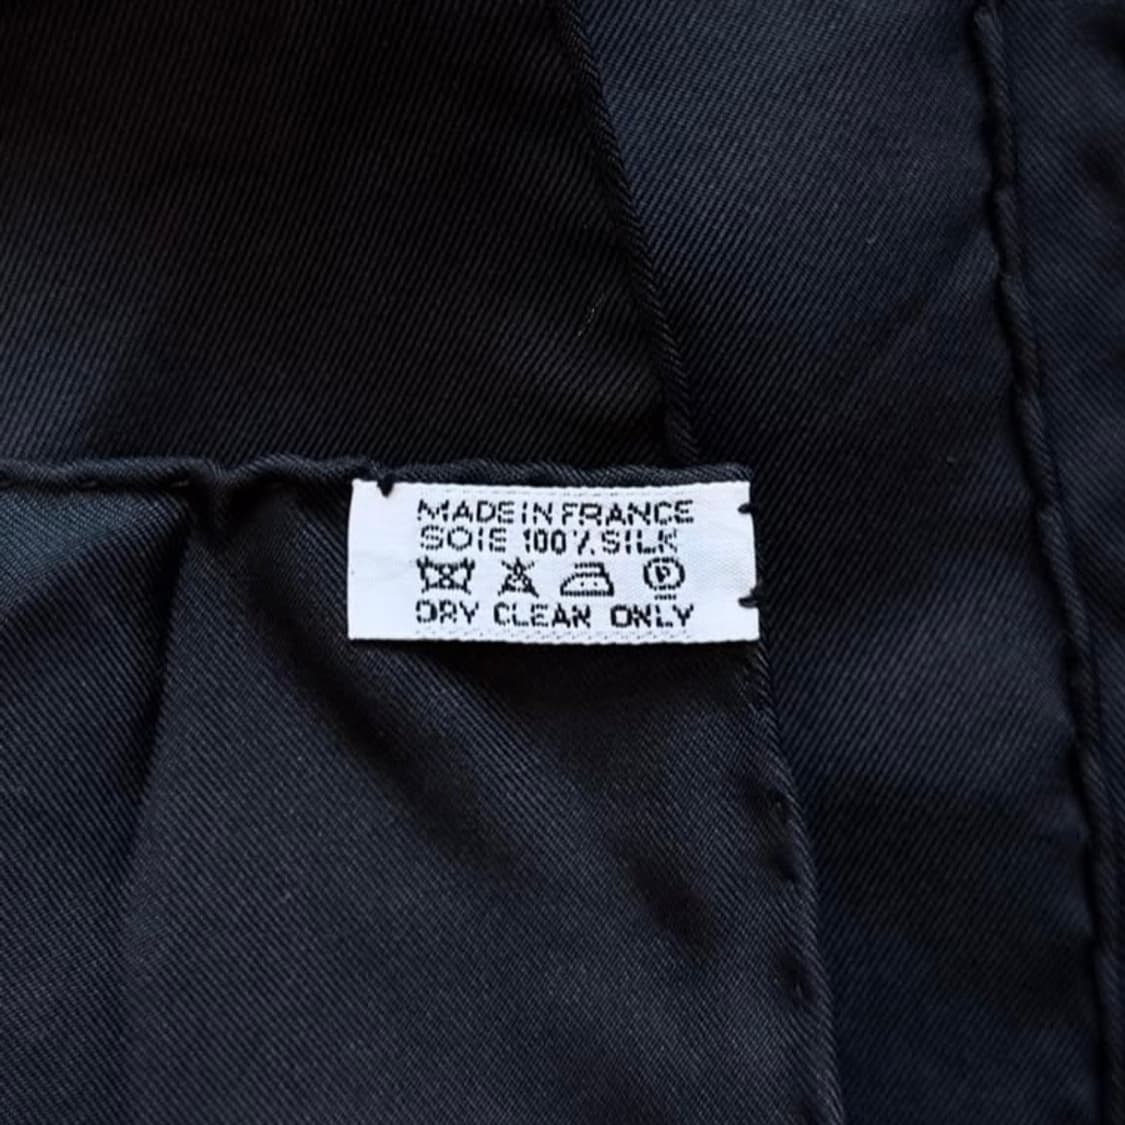 MADE IN FRANCE
SOIE 100% SILK
P
DRY CLEAN ONLY